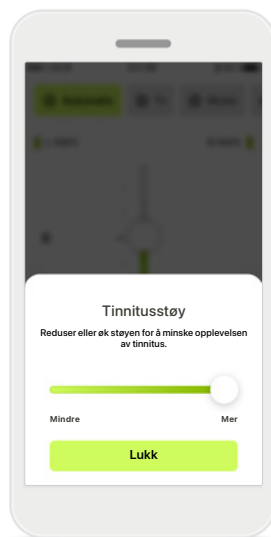 Tinnitusstøy
Reduser eller øk støyen for å minske opplevelsen
av tinnitus.
Mindre
Mer
Lukk